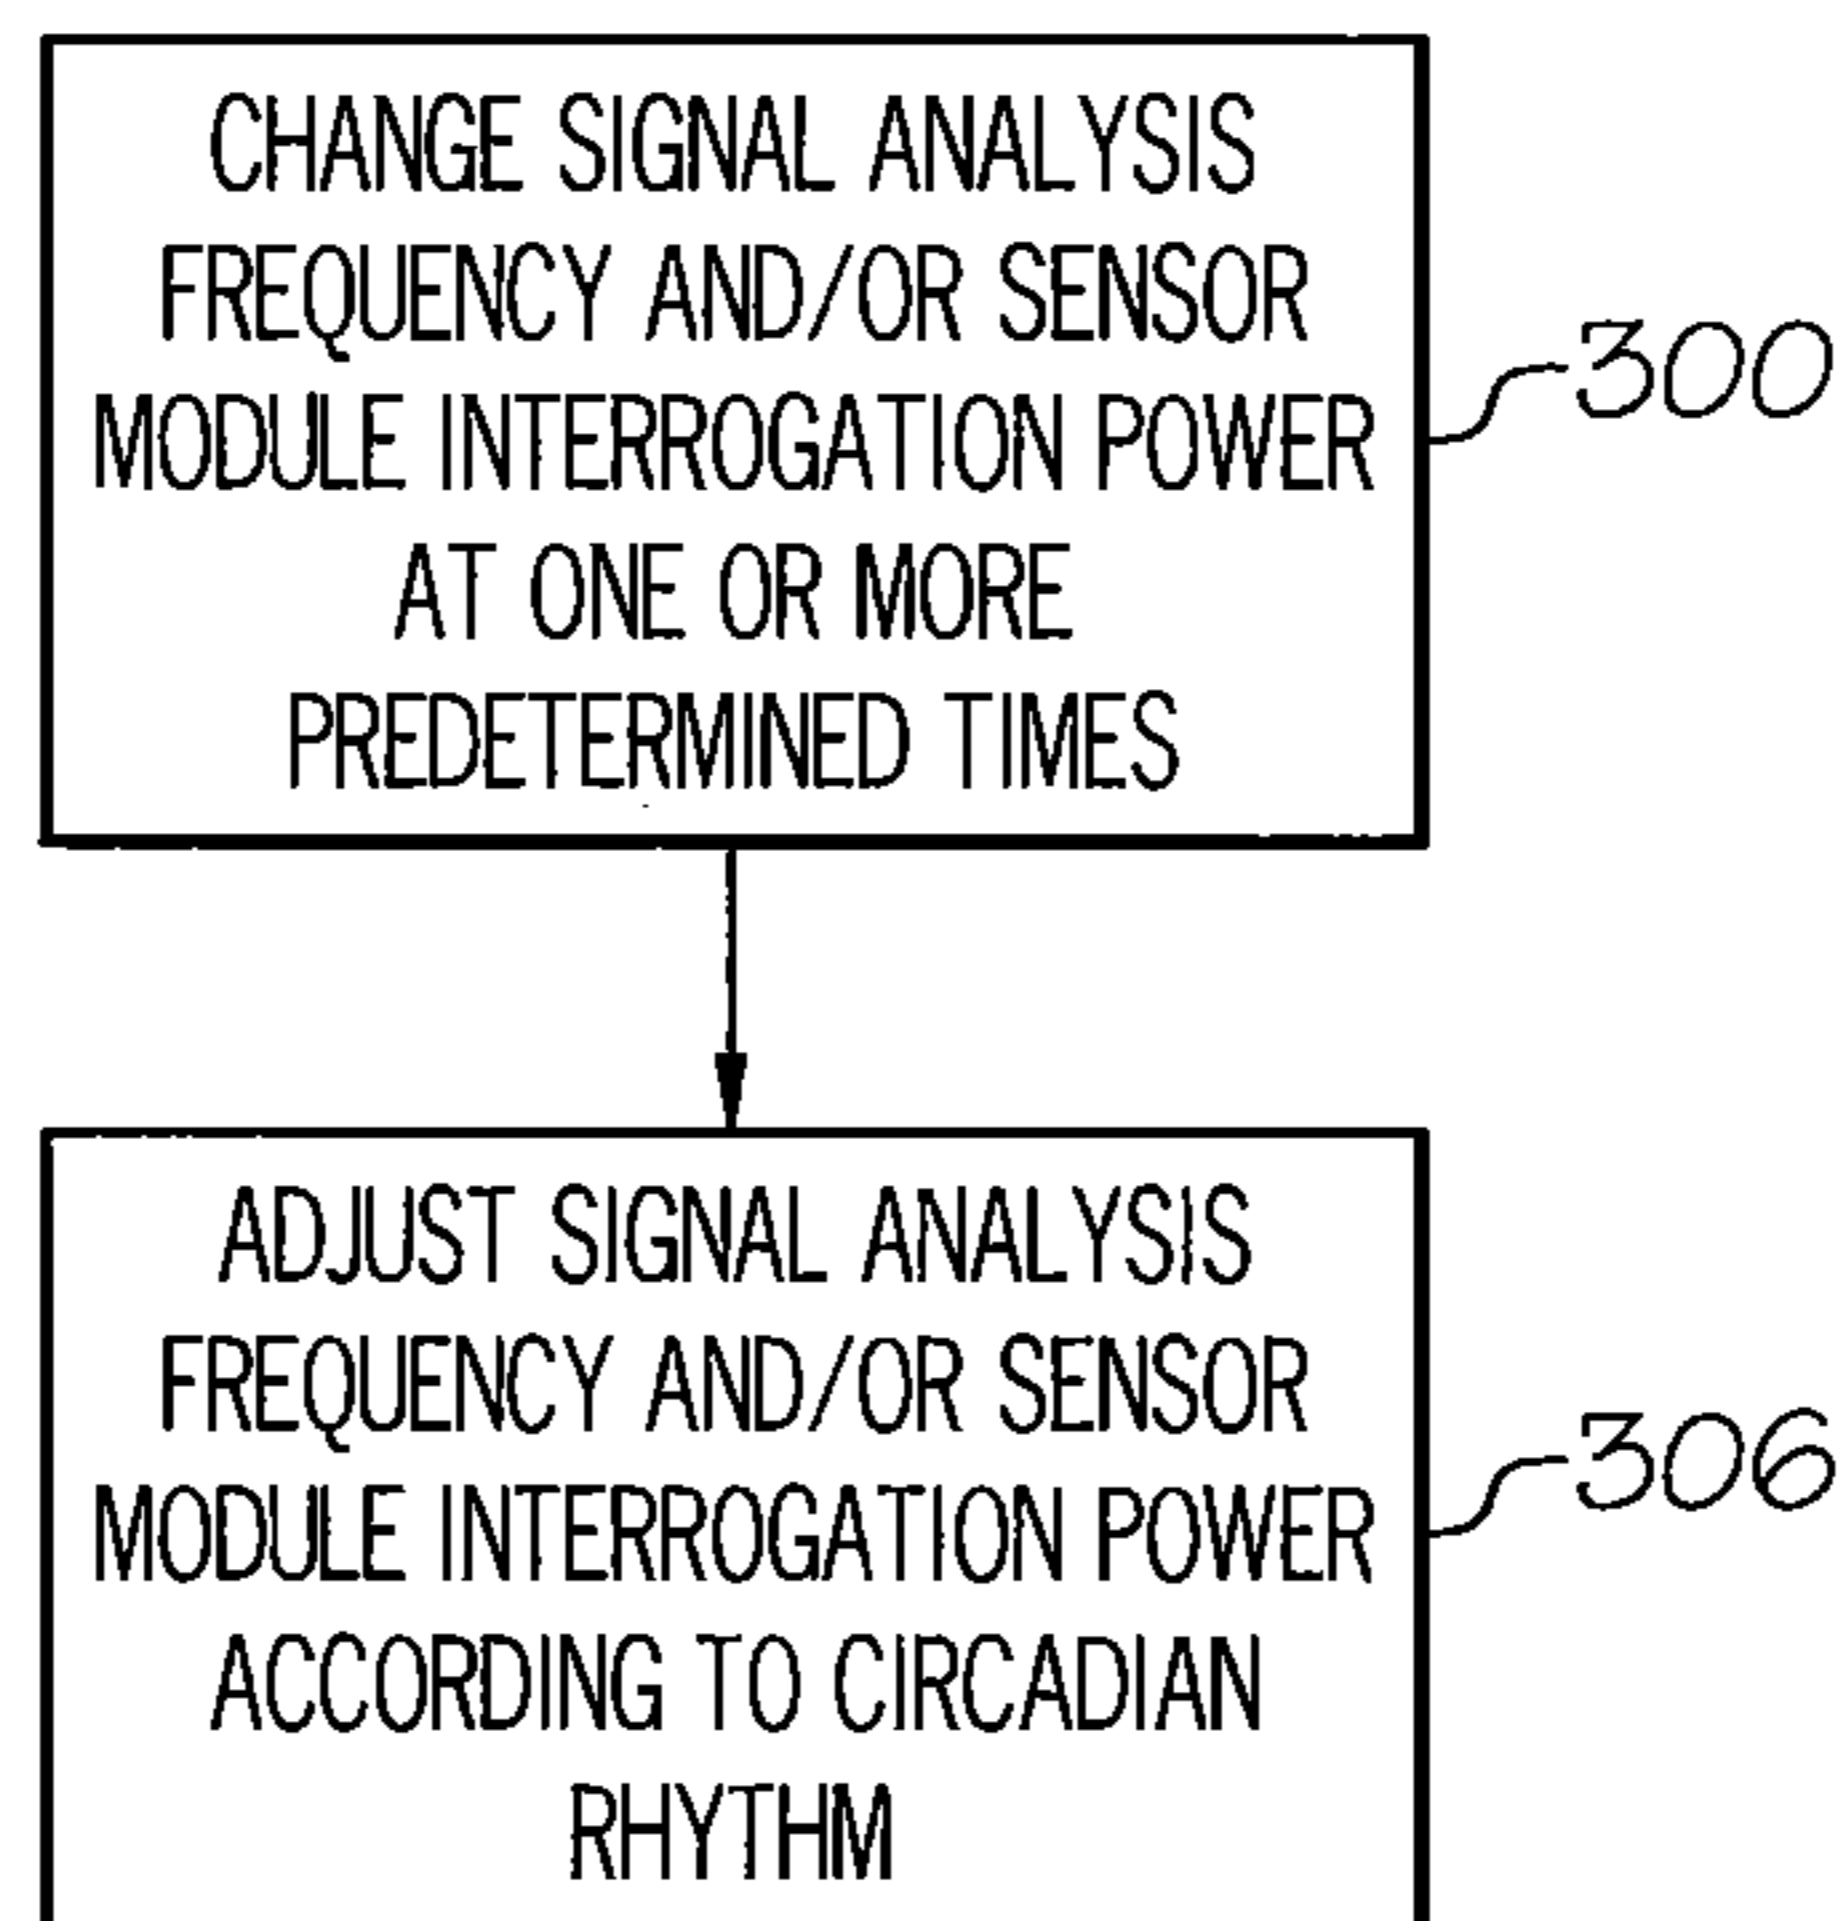 CHANGE SIGNAL ANALYSIS
FREQUENCY AND/OR SENSOR
MODULE INTERROGATION POWER
AT ONE OR MORE
PREDETERMINED TIMES
300
ADJUST SIGNAL ANALYSIS
FREQUENCY AND/OR SENSOR
MODULE INTERROGATION POWER
ACCORDING TO CIRCADIAN
RHYTHM
306